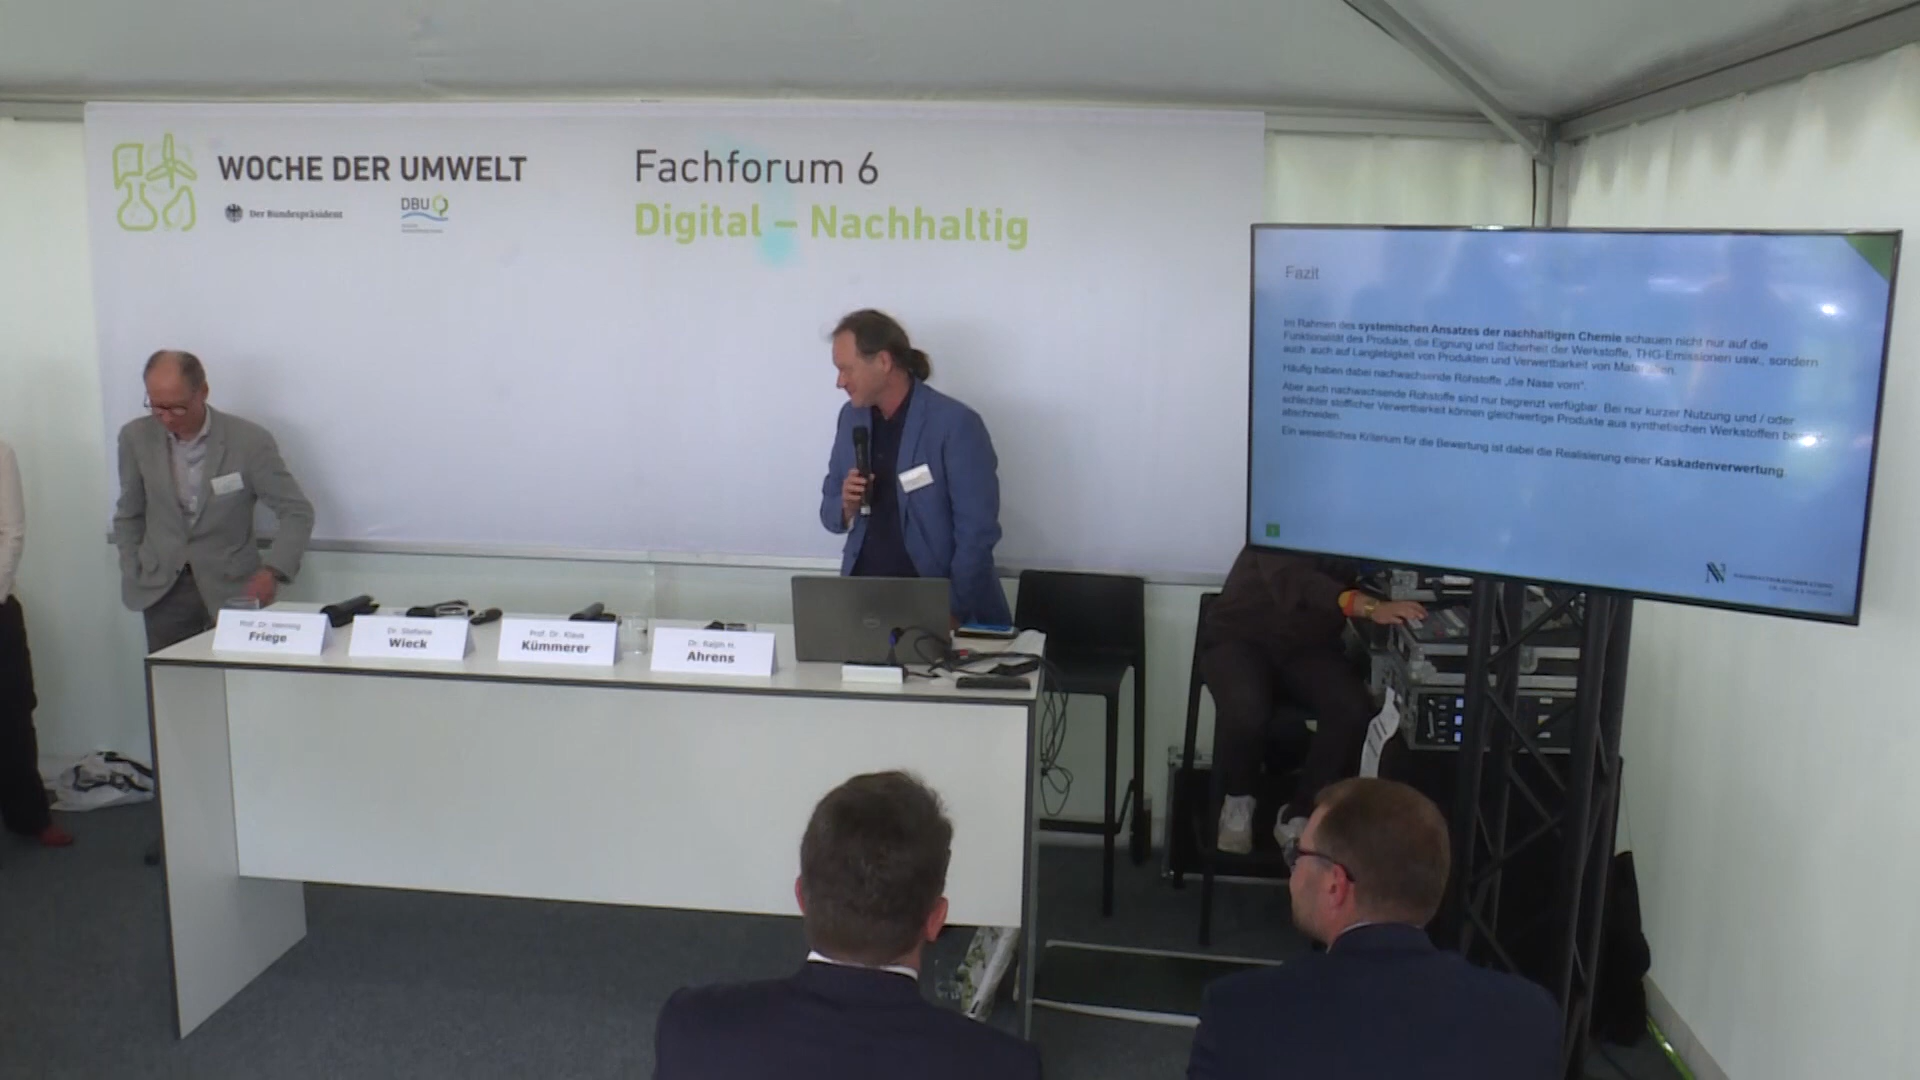 WOCHE DER UMWELT
Der Bundespräsident
DBU
Fachforum 6
Digital – Nachhaltig
Fazit
Im Rahmen des systemischen Ansatzes der nachhaltigen Chemie schauen nicht nur auf die
Funktionalität des Produkte, die Eignung und Sicherheit der Werkstoffe, THG-Emissionen usw., sondern
auch auch auf Langlebigkeit von Produkten und Verwertbarkeit von Materialien.
Häufig haben dabei nachwachsende Rohstoffe „die Nase vorn".
Aber auch nachwachsende Rohstoffe sind nur begrenzt verfügbar. Bei nur kurzer Nutzung und / oder
schlechter stofflicher Verwertbarkeit können gleichwertige Produkte aus synthetischen Werkstoffen
abschneiden.
Ein wesentliches Kriterium für die Bewertung ist dabei die Realisierung einer Kaskadenverwertung.
Prof. Dr. Henning
Friege
Dr. Stefanie
Wieck
Prof. Dr. Klaus
Kümmerer
Dr. Ralph H.
Ahrens